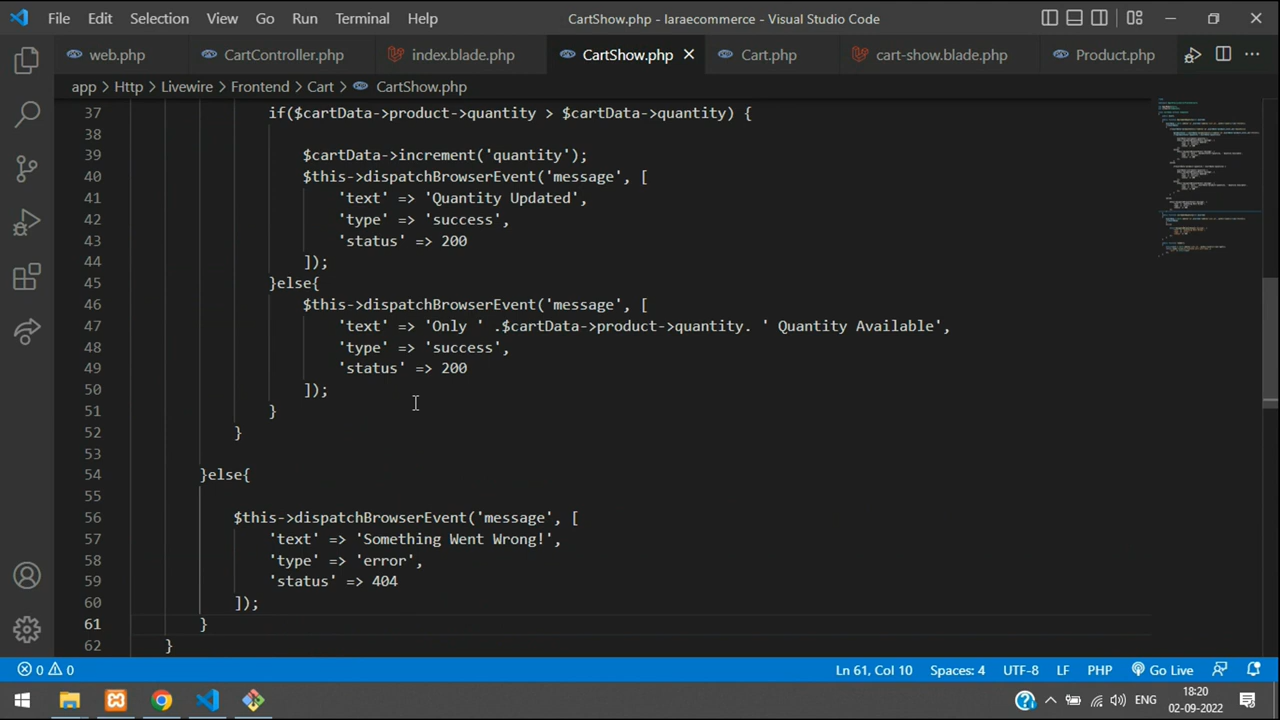 File Edit Selection View Go Run Terminal Help CartShow.php - laraecommerce - Visual Studio Code
web.php CartController.php index.blade.php CartShow.php Cart.php cart-show.blade.php Product.php
app > Http > Livewire > Frontend > Cart > CartShow.php
37 if($cartData->product->quantity > $cartData->quantity) {
38
39 $cartData->increment('quantity');
40 $this->dispatchBrowserEvent('message', [
41 'text' => 'Quantity Updated',
42 'type' => 'success',
43 'status' => 200
44 ]);
45 }else{
46 $this->dispatchBrowserEvent('message', [
47 'text' => 'Only ' .$cartData->product->quantity. ' Quantity Available',
48 'type' => 'success',
49 'status' => 200
50 ]);
51 }
52 }
53
54 }else{
55
56 $this->dispatchBrowserEvent('message', [
57 'text' => 'Something Went Wrong!',
58 'type' => 'error',
59 'status' => 404
60 ]);
61 }
62 }
0 0 Ln 61, Col 10 Spaces: 4 UTF-8 LF PHP Go Live
ENG 18:20
02-09-2022